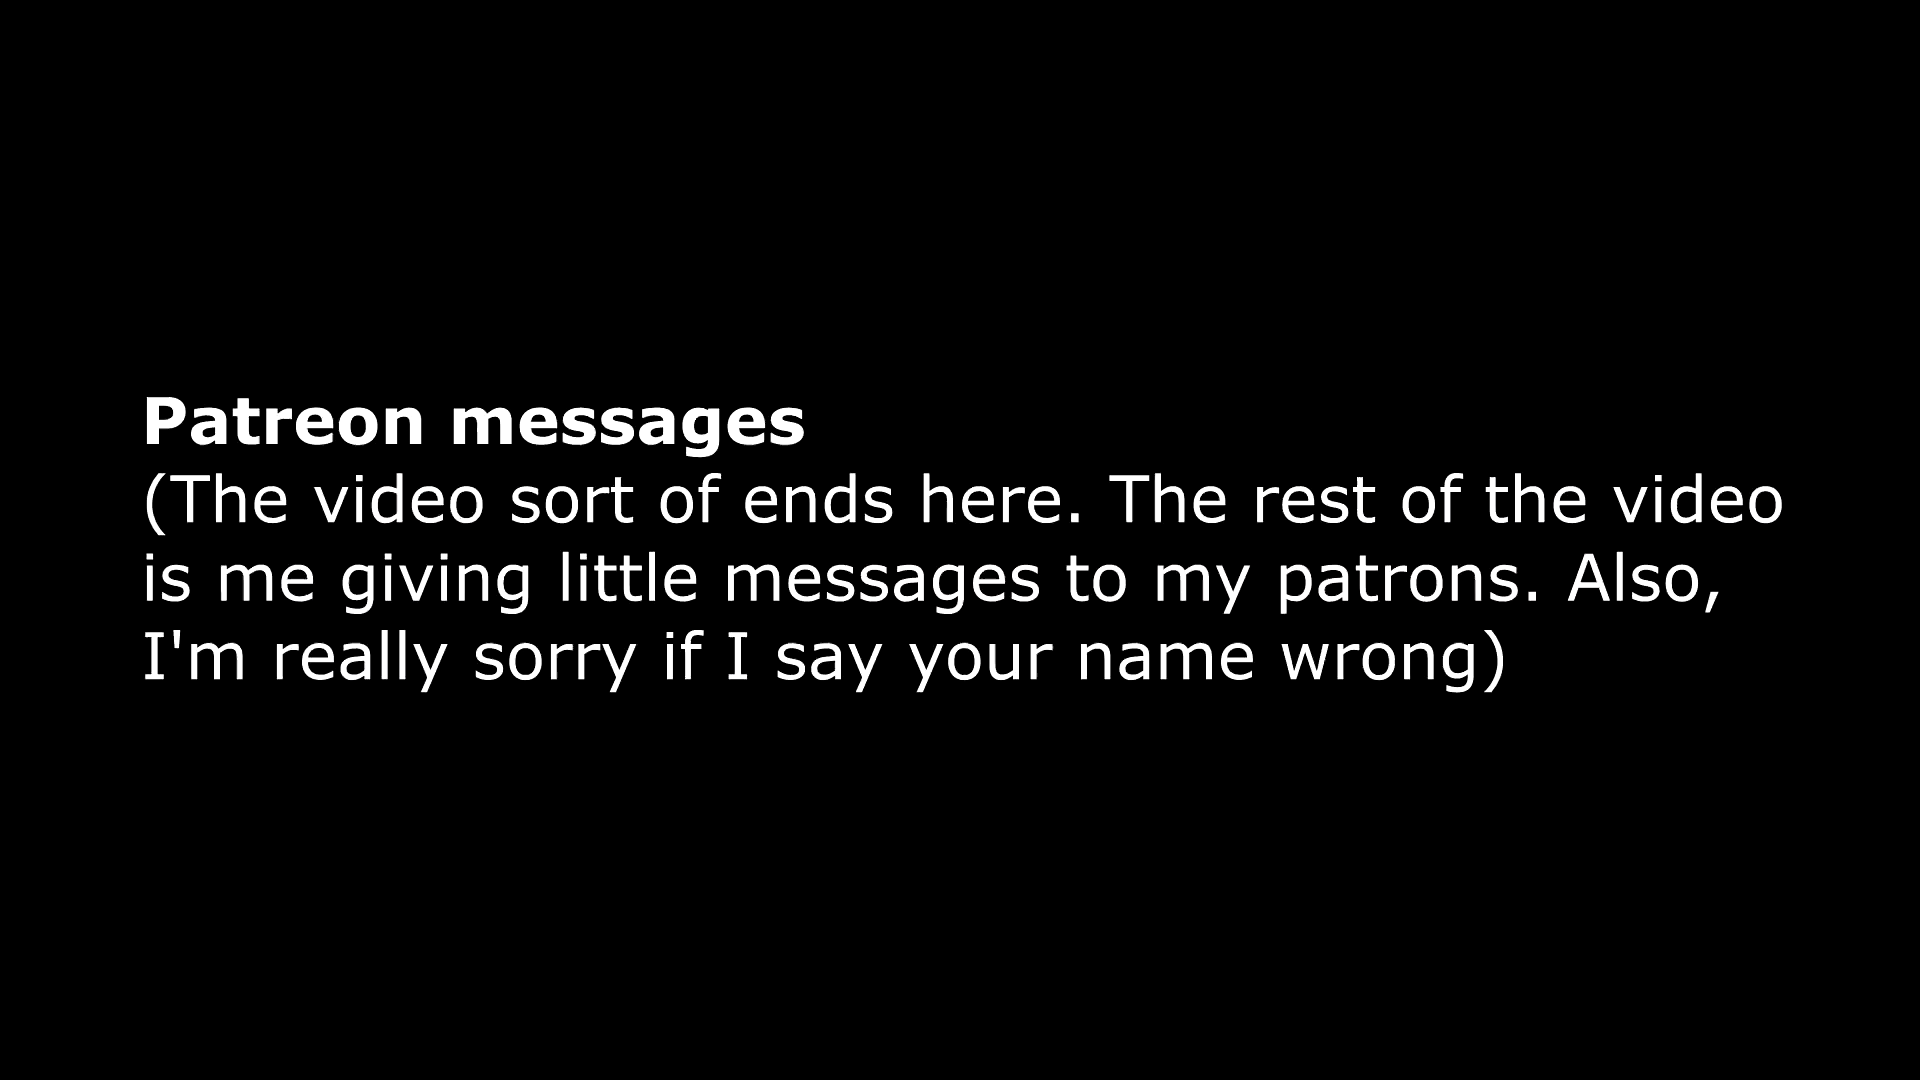 Patreon messages
(The video sort of ends here. The rest of the video
is me giving little messages to my patrons. Also,
I'm really sorry if I say your name wrong)